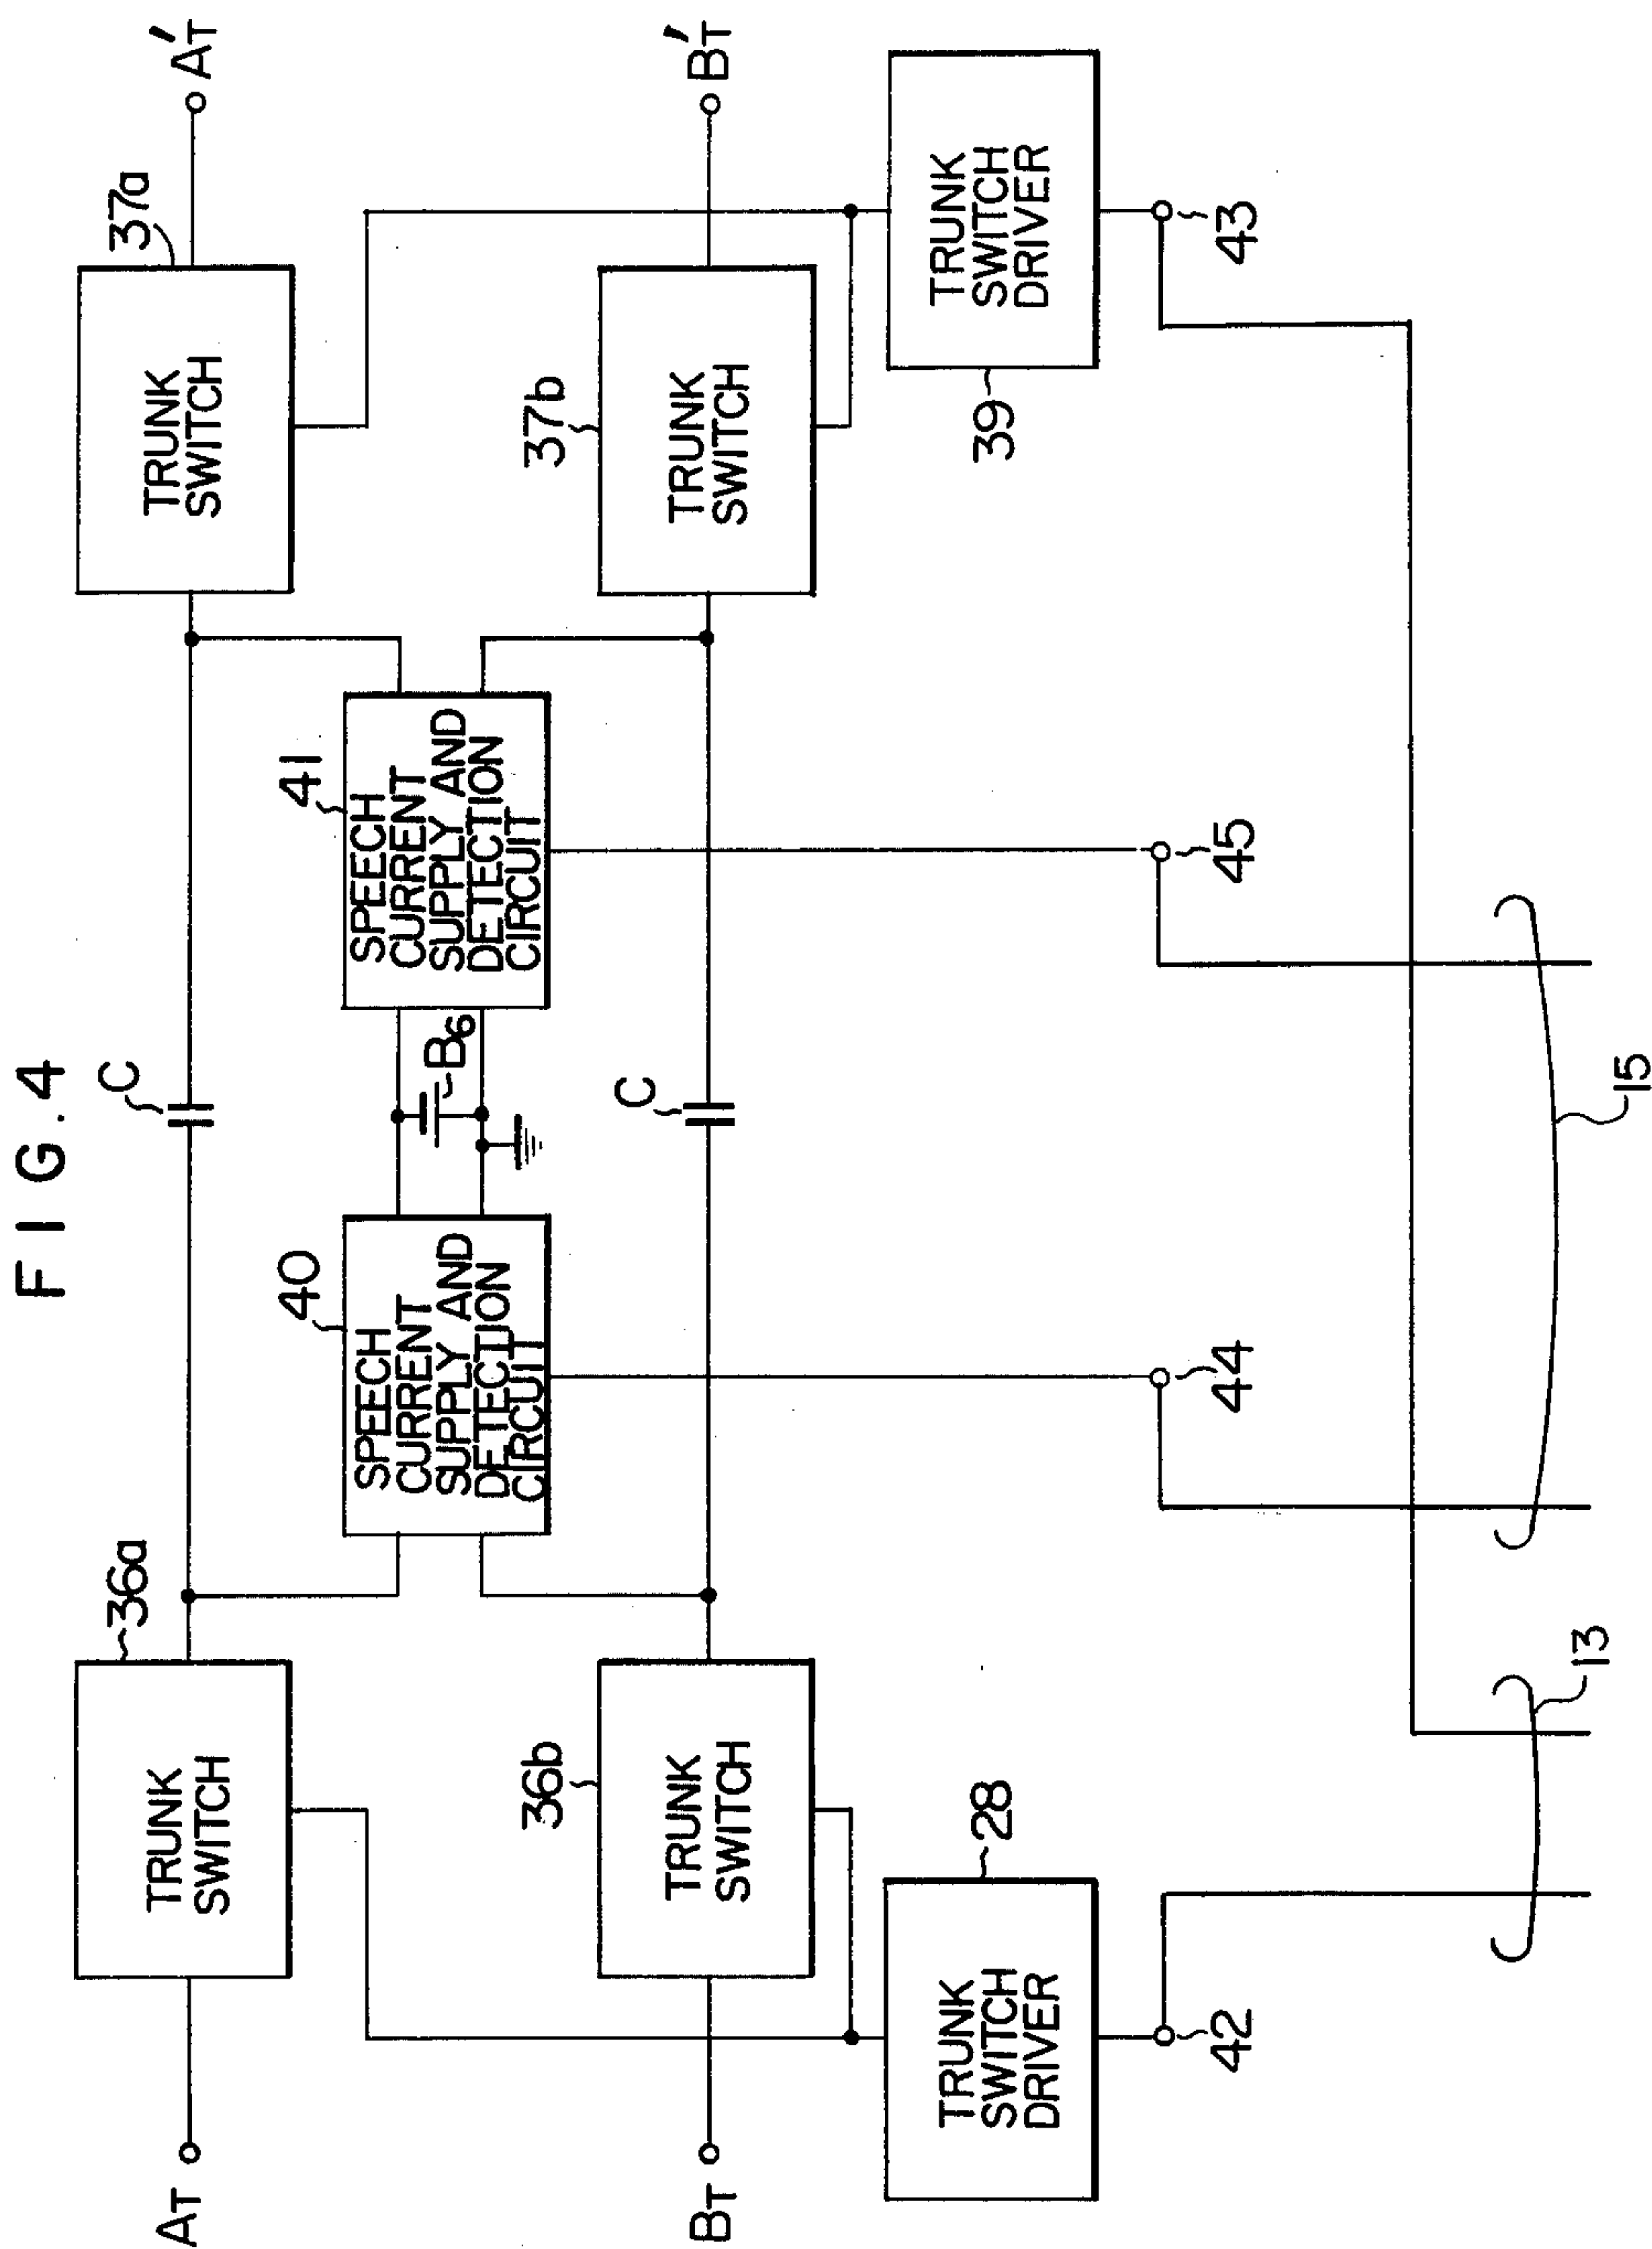 FIG.4
AT
TRUNK
SWITCH
36a
C
TRUNK
SWITCH
37a
A'T
40
SPEECH
CURRENT
SUPPLY AND
DETECTION
CIRCUIT
B6
41
SPEECH
CURRENT
SUPPLY AND
DETECTION
CIRCUIT
BT
36b
TRUNK
SWITCH
C
37b
TRUNK
SWITCH
B'T
28
TRUNK
SWITCH
DRIVER
39
TRUNK
SWITCH
DRIVER
42
44
45
43
13
15